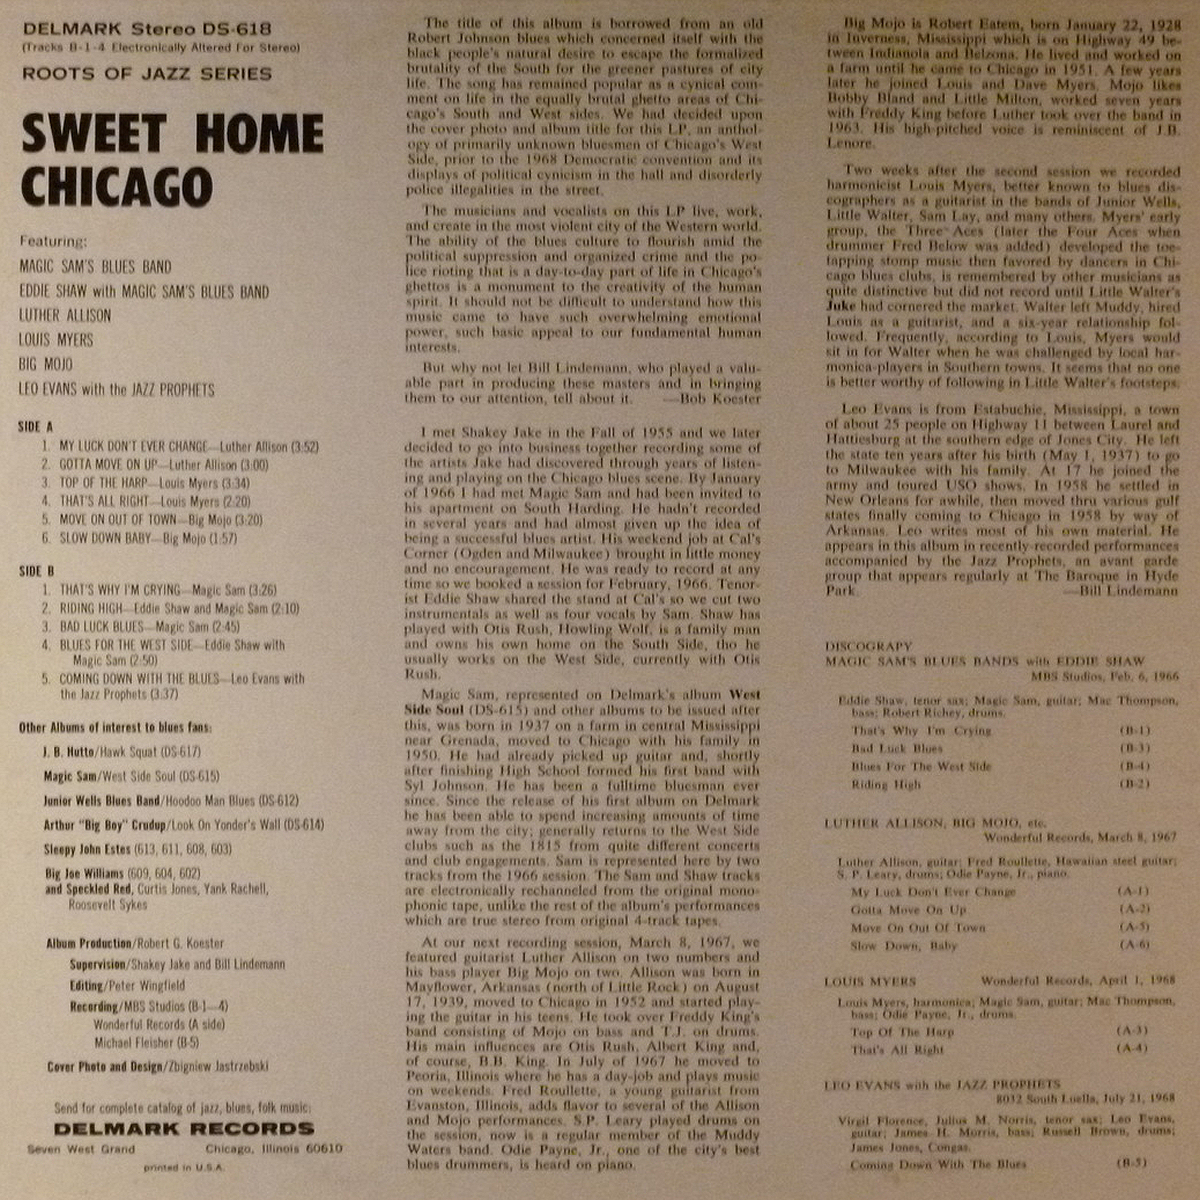 DELMARK Stereo DS-618
(Tracks B-1-4 Electronically Altered For Stereo)
ROOTS OF JAZZ SERIES
SWEET HOME
CHICAGO
Featuring:
MAGIC SAM'S BLUES BAND
EDDIE SHAW with MAGIC SAM'S BLUES BAND
LUTHER ALLISON
LOUIS MYERS
BIG MOJO
LEO EVANS with the JAZZ PROPHETS
SIDE A
1. MY LUCK DON'T EVER CHANGE—Luther Allison (3:52)
2. GOTTA MOVE ON UP—Luther Allison (3:00)
3. TOP OF THE HARP—Louis Myers (3:34)
4. THAT'S ALL RIGHT—Louis Myers (2:20)
5. MOVE ON OUT OF TOWN—Big Mojo (3:20)
6. SLOW DOWN BABY—Big Mojo (1:57)
SIDE B
1. THAT'S WHY I'M CRYING—Magic Sam (3:26)
2. RIDING HIGH—Eddie Shaw and Magic Sam (2:10)
3. BAD LUCK BLUES—Magic Sam (2:45)
4. BLUES FOR THE WEST SIDE—Eddie Shaw with
Magic Sam (2:50)
5. COMING DOWN WITH THE BLUES—Leo Evans with
the Jazz Prophets (3:37)
Other Albums of interest to blues fans:
J. B. Hutto/Hawk Squat (DS-617)
Magic Sam/West Side Soul (DS-615)
Junior Wells Blues Band/Hoodoo Man Blues (DS-612)
Arthur "Big Boy" Crudup/Look On Yonder's Wall (DS-614)
Sleepy John Estes (613, 611, 608, 603)
Big Joe Williams (609, 604, 602)
and Speckled Red, Curtis Jones, Yank Rachell,
Roosevelt Sykes
Album Production/Robert G. Koester
Supervision/Shakey Jake and Bill Lindemann
Editing/Peter Wingfield
Recording/MBS Studios (B-1—4)
Wonderful Records (A side)
Michael Fleisher (B-5)
Cover Photo and Design/Zbigniew Jastrzebski
Send for complete catalog of jazz, blues, folk music:
DELMARK RECORDS
Seven West Grand Chicago, Illinois 60610
printed in U.S.A.
The title of this album is borrowed from an old
Robert Johnson blues which concerned itself with the
black people's natural desire to escape the formalized
brutality of the South for the greener pastures of city
life. The song has remained popular as a cynical com-
ment on life in the equally brutal ghetto areas of Chi-
cago's South and West sides. We had decided upon
the cover photo and album title for this LP, an anthol-
ogy of primarily unknown bluesmen of Chicago's West
Side, prior to the 1968 Democratic convention and its
displays of political cynicism in the hall and disorderly
police illegalities in the street.
The musicians and vocalists on this LP live, work,
and create in the most violent city of the Western world.
The ability of the blues culture to flourish amid the
political suppression and organized crime and the po-
lice rioting that is a day-to-day part of life in Chicago's
ghettos is a monument to the creativity of the human
spirit. It should not be difficult to understand how this
music came to have such overwhelming emotional
power, such basic appeal to our fundamental human
interests.
But why not let Bill Lindemann, who played a valu-
able part in producing these masters and in bringing
them to our attention, tell about it. —Bob Koester
I met Shakey Jake in the Fall of 1955 and we later
decided to go into business together recording some of
the artists Jake had discovered through years of listen-
ing and playing on the Chicago blues scene. By January
of 1966 I had met Magic Sam and had been invited to
his apartment on South Harding. He hadn't recorded
in several years and had almost given up the idea of
being a successful blues artist. His weekend job at Cal's
Corner (Ogden and Milwaukee) brought in little money
and no encouragement. He was ready to record at any
time so we booked a session for February, 1966. Tenor-
ist Eddie Shaw shared the stand at Cal's so we cut two
instrumentals as well as four vocals by Sam. Shaw has
played with Otis Rush, Howling Wolf, is a family man
and owns his own home on the South Side, tho he
usually works on the West Side, currently with Otis
Rush.
Magic Sam, represented on Delmark's album West
Side Soul (DS-615) and other albums to be issued after
this, was born in 1937 on a farm in central Mississippi
near Grenada, moved to Chicago with his family in
1950. He had already picked up guitar and, shortly
after finishing High School formed his first band with
Syl Johnson. He has been a fulltime bluesman ever
since. Since the release of his first album on Delmark
he has been able to spend increasing amounts of time
away from the city; generally returns to the West Side
clubs such as the 1815 from quite different concerts
and club engagements. Sam is represented here by two
tracks from the 1966 session. The Sam and Shaw tracks
are electronically rechanneled from the original mono-
phonic tape, unlike the rest of the album's performances
which are true stereo from original 4-track tapes.
At our next recording session, March 8, 1967, we
featured guitarist Luther Allison on two numbers and
his bass player Big Mojo on two. Allison was born in
Mayflower, Arkansas (north of Little Rock) on August
17, 1939, moved to Chicago in 1952 and started play-
ing the guitar in his teens. He took over Freddy King's
band consisting of Mojo on bass and T.J. on drums.
His main influences are Otis Rush, Albert King and,
of course, B.B. King. In July of 1967 he moved to
Peoria, Illinois where he has a day-job and plays music
on weekends. Fred Roullette, a young guitarist from
Evanston, Illinois, adds flavor to several of the Allison
and Mojo performances. S.P. Leary played drums on
the session, now is a regular member of the Muddy
Waters band. Odie Payne, Jr., one of the city's best
blues drummers, is heard on piano.
Big Mojo is Robert Eatem, born January 22, 1928
in Inverness, Mississippi which is on Highway 49 be-
tween Indianola and Belzona. He lived and worked on
a farm until he came to Chicago in 1951. A few years
later he joined Louis and Dave Myers. Mojo likes
Bobby Bland and Little Milton, worked seven years
with Freddy King before Luther took over the band in
1963. His high-pitched voice is reminiscent of J.B.
Lenore.
Two weeks after the second session we recorded
harmonicist Louis Myers, better known to blues dis-
cographers as a guitarist in the bands of Junior Wells,
Little Walter, Sam Lay, and many others. Myers' early
group, the Three Aces (later the Four Aces when
drummer Fred Below was added) developed the toe-
tapping stomp music then favored by dancers in Chi-
cago blues clubs, is remembered by other musicians as
quite distinctive but did not record until Little Walter's
Juke had cornered the market. Walter left Muddy, hired
Louis as a guitarist, and a six-year relationship fol-
lowed. Frequently, according to Louis, Myers would
sit in for Walter when he was challenged by local har-
monica-players in Southern towns. It seems that no one
is better worthy of following in Little Walter's footsteps.
Leo Evans is from Estabuchie, Mississippi, a town
of about 25 people on Highway 11 between Laurel and
Hattiesburg at the southern edge of Jones City. He left
the state ten years after his birth (May 1, 1937) to go
to Milwaukee with his family. At 17 he joined the
army and toured USO shows. In 1958 he settled in
New Orleans for awhile, then moved thru various gulf
states finally coming to Chicago in 1958 by way of
Arkansas. Leo writes most of his own material. He
appears in this album in recently-recorded performances
accompanied by the Jazz Prophets, an avant garde
group that appears regularly at The Baroque in Hyde
Park. —Bill Lindemann
DISCOGRAPY
MAGIC SAM'S BLUES BANDS with EDDIE SHAW
MBS Studios, Feb. 6, 1966
Eddie Shaw, tenor sax; Magic Sam, guitar; Mac Thompson,
bass; Robert Richey, drums.
That's Why I'm Crying (B-1)
Bad Luck Blues (B-3)
Blues For The West Side (B-4)
Riding High (B-2)
LUTHER ALLISON, BIG MOJO, etc.
Wonderful Records, March 8, 1967
Luther Allison, guitar; Fred Roullette, Hawaiian steel guitar;
S. P. Leary, drums; Odie Payne, Jr., piano.
My Luck Don't Ever Change (A-1)
Gotta Move On Up (A-2)
Move On Out Of Town (A-5)
Slow Down, Baby (A-6)
LOUIS MYERS Wonderful Records, April 1, 1968
Louis Myers, harmonica; Magic Sam, guitar; Mac Thompson,
bass; Odie Payne, Jr., drums.
Top Of The Harp (A-3)
That's All Right (A-4)
LEO EVANS with the JAZZ PROPHETS
8032 South Luella, July 21, 1968
Virgil Florence, Julius M. Norris, tenor sax; Leo Evans,
guitar; James H. Morris, bass; Russell Brown, drums;
James Jones, Congas.
Coming Down With The Blues (B-5)